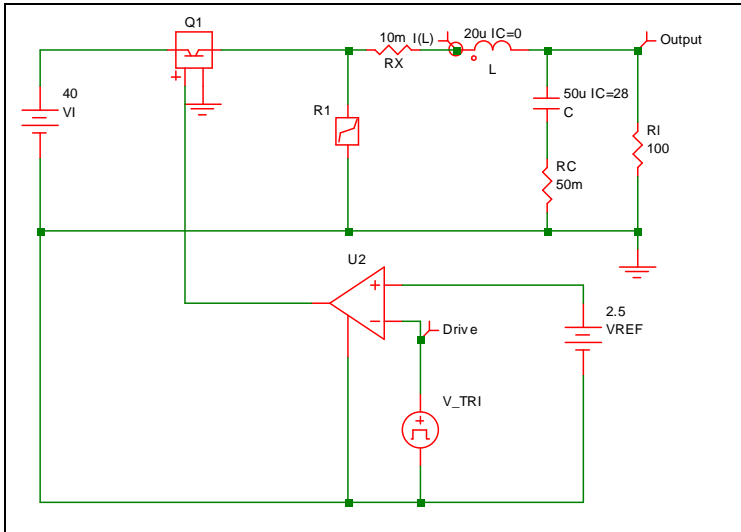 Q1
10m I(L)
RX
20u IC=0
L
Output
40
VI
R1
50u IC=28
C
RI
100
RC
50m
U2
2.5
VREF
Drive
V_TRI